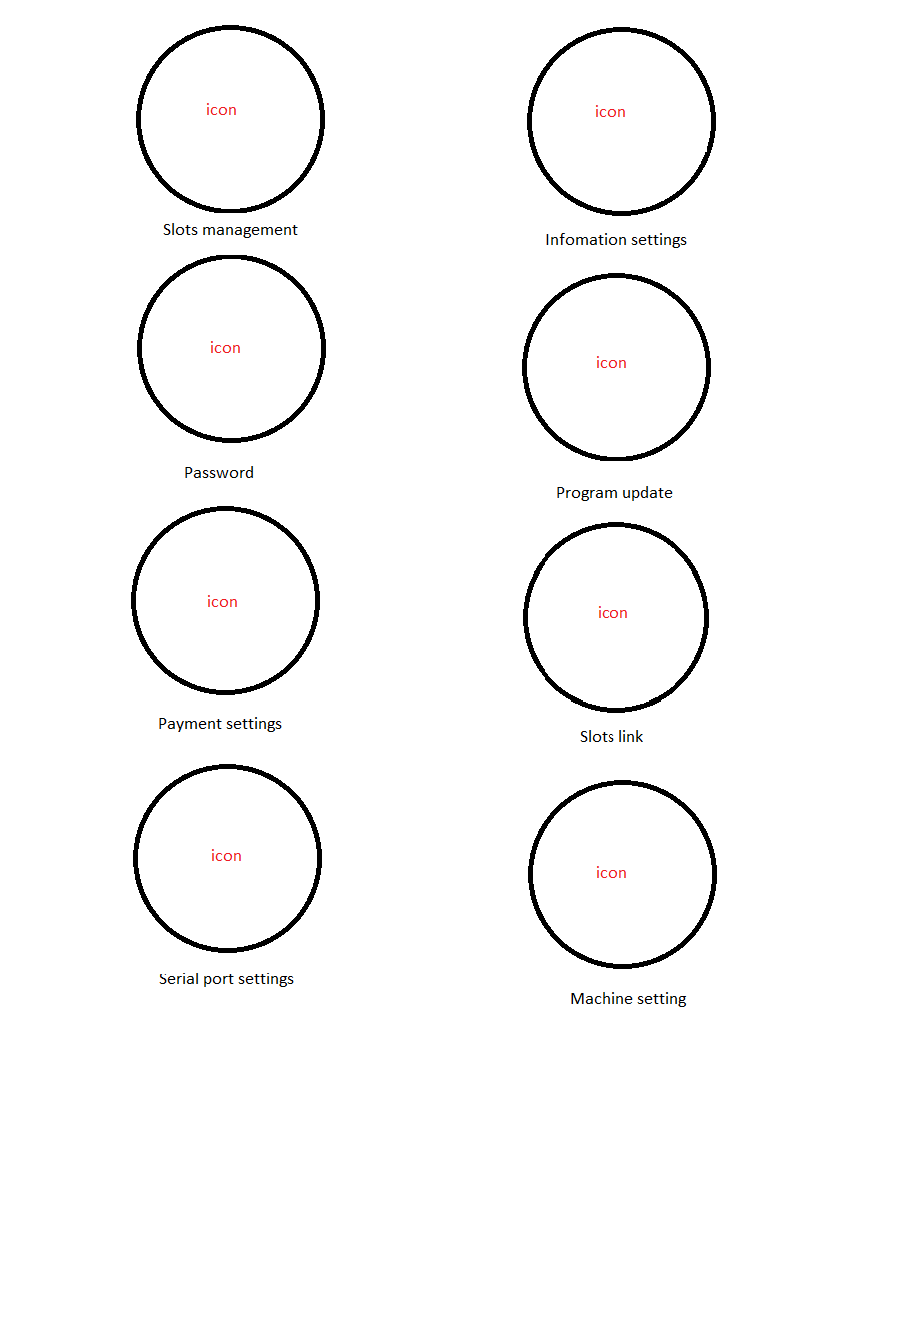 icon
icon
Slots management
Infomation settings
icon
icon
Password
Program update
icon
icon
Payment settings
Slots link
icon
icon
Serial port settings
Machine setting